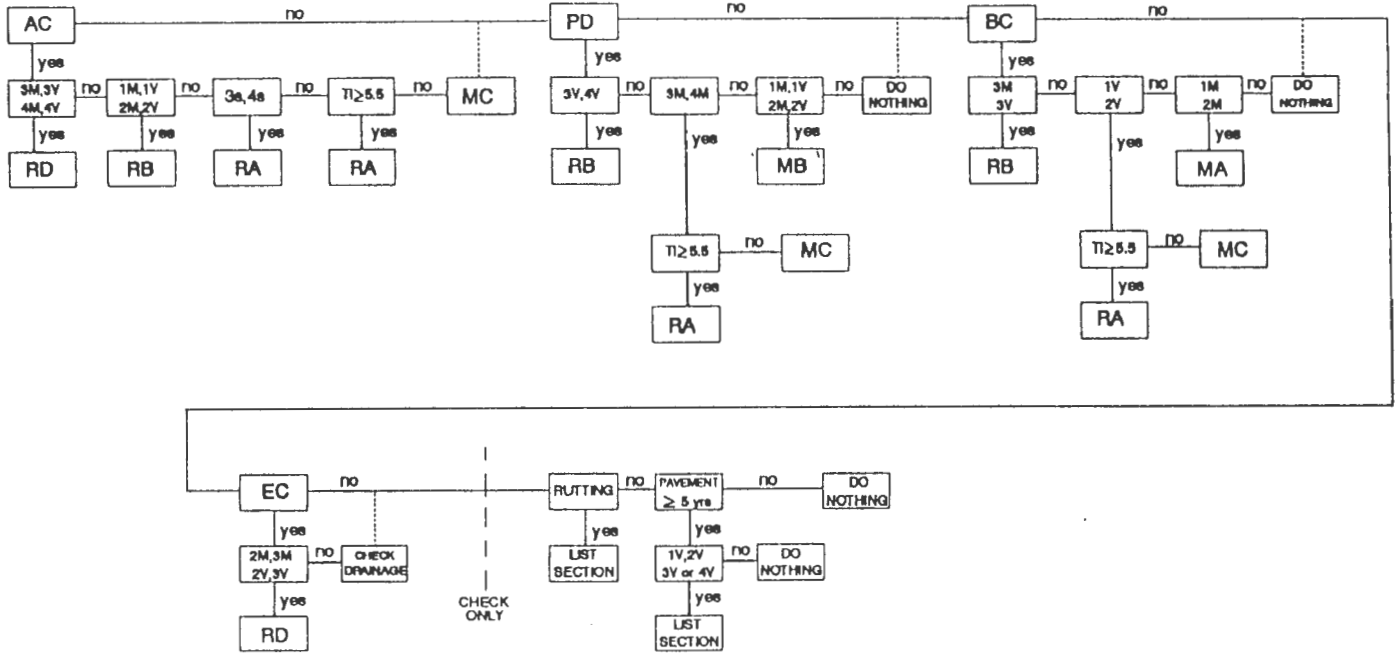 no
no
no
AC
PD
BC
yes
yes
yes
3M,3V
4M,4V
no
1M,1V
2M,2V
no
3s,4s
no
TI≥5.5
no
MC
3V,4V
no
3M,4M
no
1M,1V
2M,2V
no
DO
NOTHING
3M
3V
no
1V
2V
no
1M
2M
no
DO
NOTHING
yes
yes
yes
yes
yes
yes
yes
yes
yes
yes
RD
RB
RA
RA
RB
MB
RB
MA
TI≥5.5
no
MC
TI≥5.5
no
MC
yes
yes
RA
RA
EC
no
RUTTING
no
PAVEMENT
≥ 5 yrs
no
DO
NOTHING
yes
yes
yes
2M,3M
2V,3V
no
CHECK
DRAINAGE
LIST
SECTION
1V,2V
3V or 4V
no
DO
NOTHING
yes
CHECK
ONLY
yes
RD
LIST
SECTION